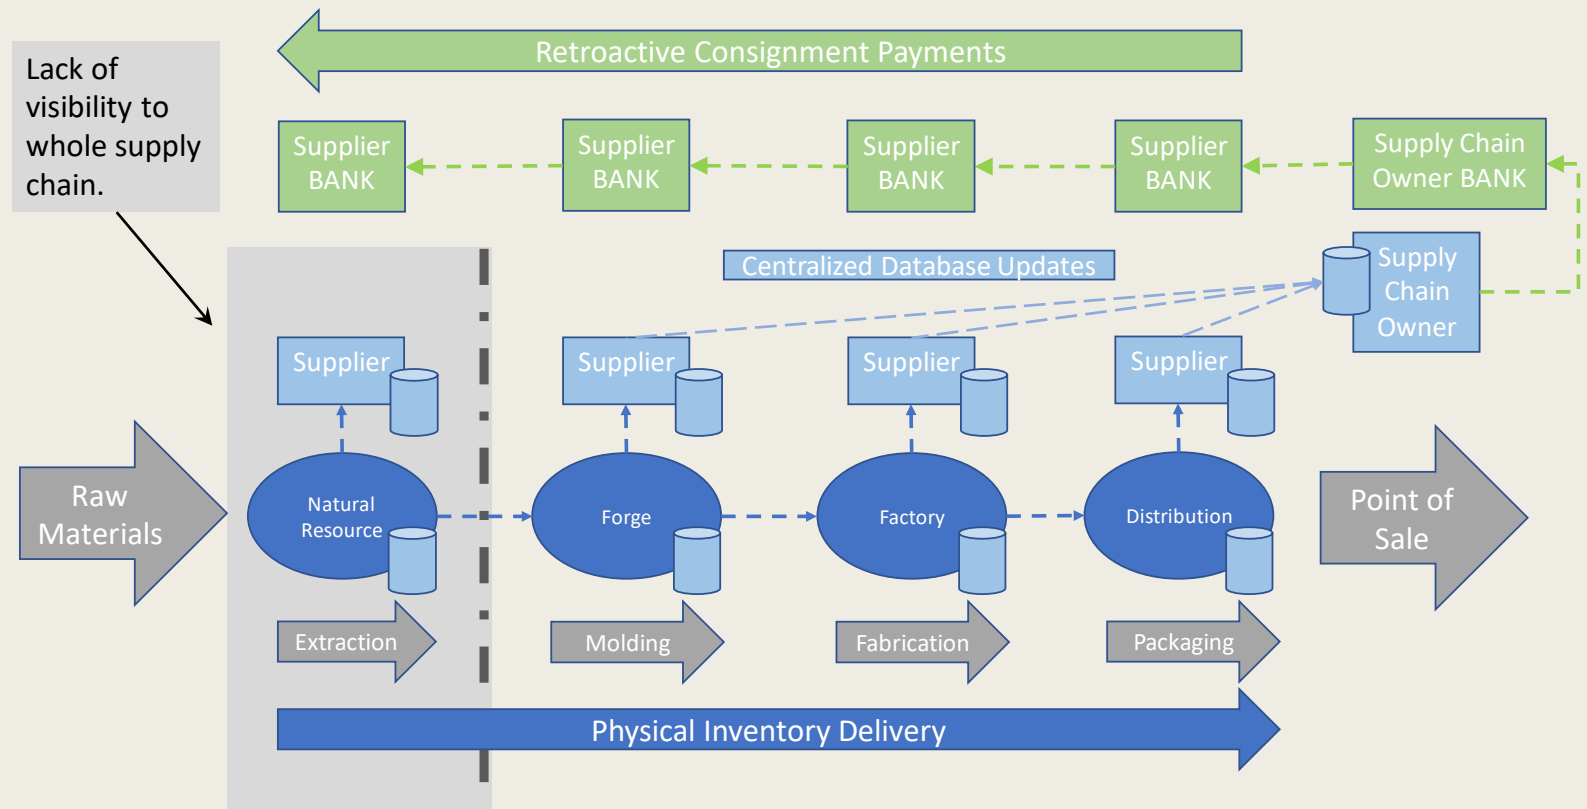 Retroactive Consignment Payments
Lack of
visibility to
whole supply
chain.
Supplier
BANK
Supplier
BANK
Supplier
BANK
Supplier
BANK
Supply Chain
Owner BANK
Centralized Database Updates
Supply
Chain
Owner
Supplier
Supplier
Supplier
Supplier
Raw
Materials
Natural
Resource
Forge
Factory
Distribution
Point of
Sale
Extraction
Molding
Fabrication
Packaging
Physical Inventory Delivery